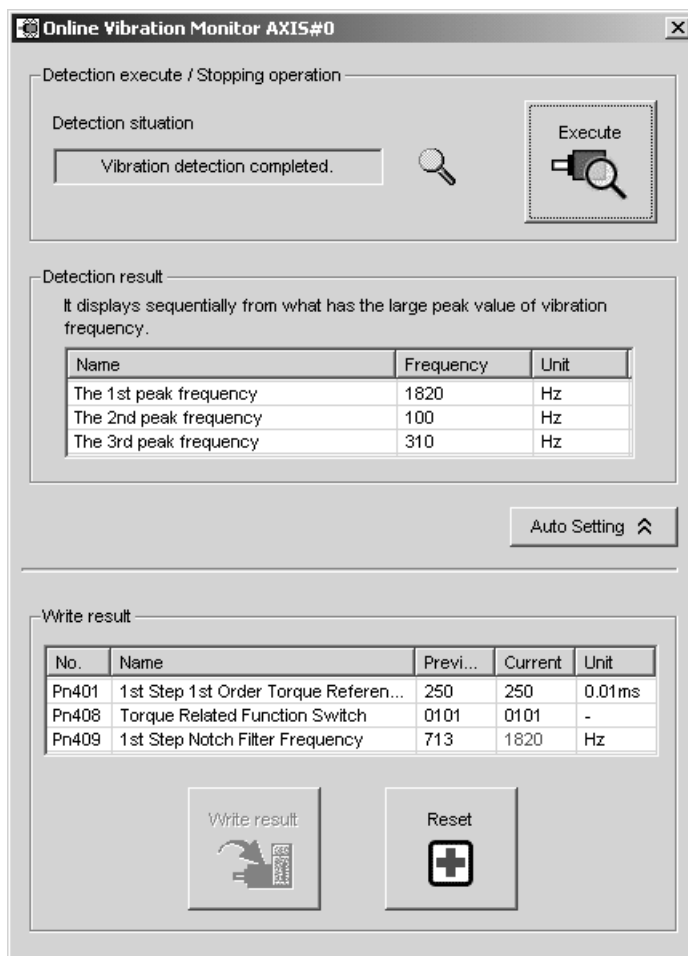 Online Vibration Monitor AXIS#0
Detection execute / Stopping operation
Detection situation
Vibration detection completed.
Execute
Detection result
It displays sequentially from what has the large peak value of vibration
frequency.
Name Frequency Unit
The 1st peak frequency 1820 Hz
The 2nd peak frequency 100 Hz
The 3rd peak frequency 310 Hz
Auto Setting
Write result
No. Name Previ... Current Unit
Pn401 1st Step 1st Order Torque Referen... 250 250 0.01ms
Pn408 Torque Related Function Switch 0101 0101 -
Pn409 1st Step Notch Filter Frequency 713 1820 Hz
Write result
Reset